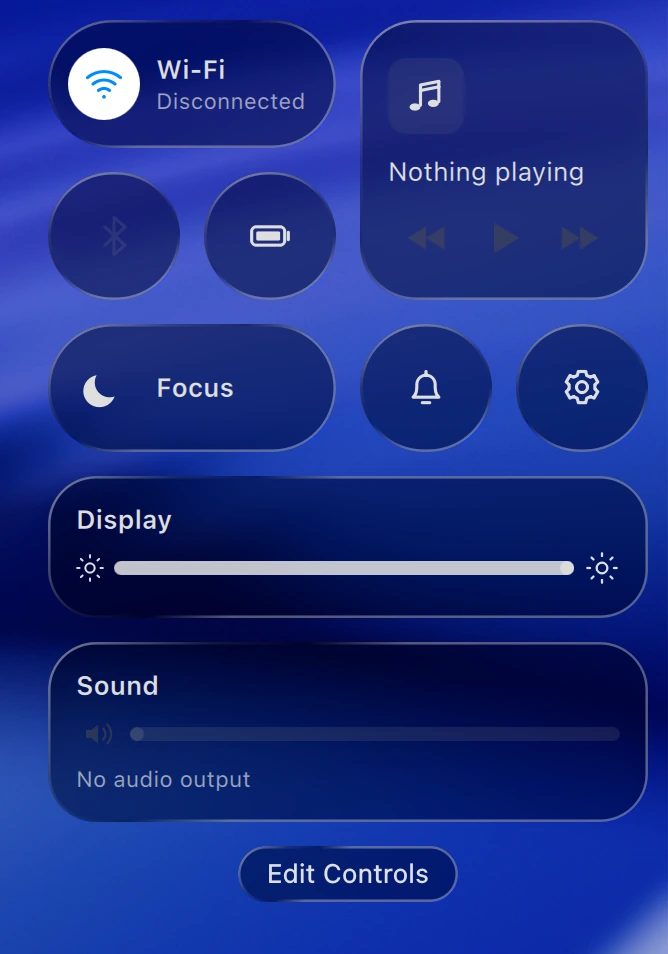 Wi-Fi
Disconnected
Nothing playing
Focus
Display
Sound
No audio output
Edit Controls